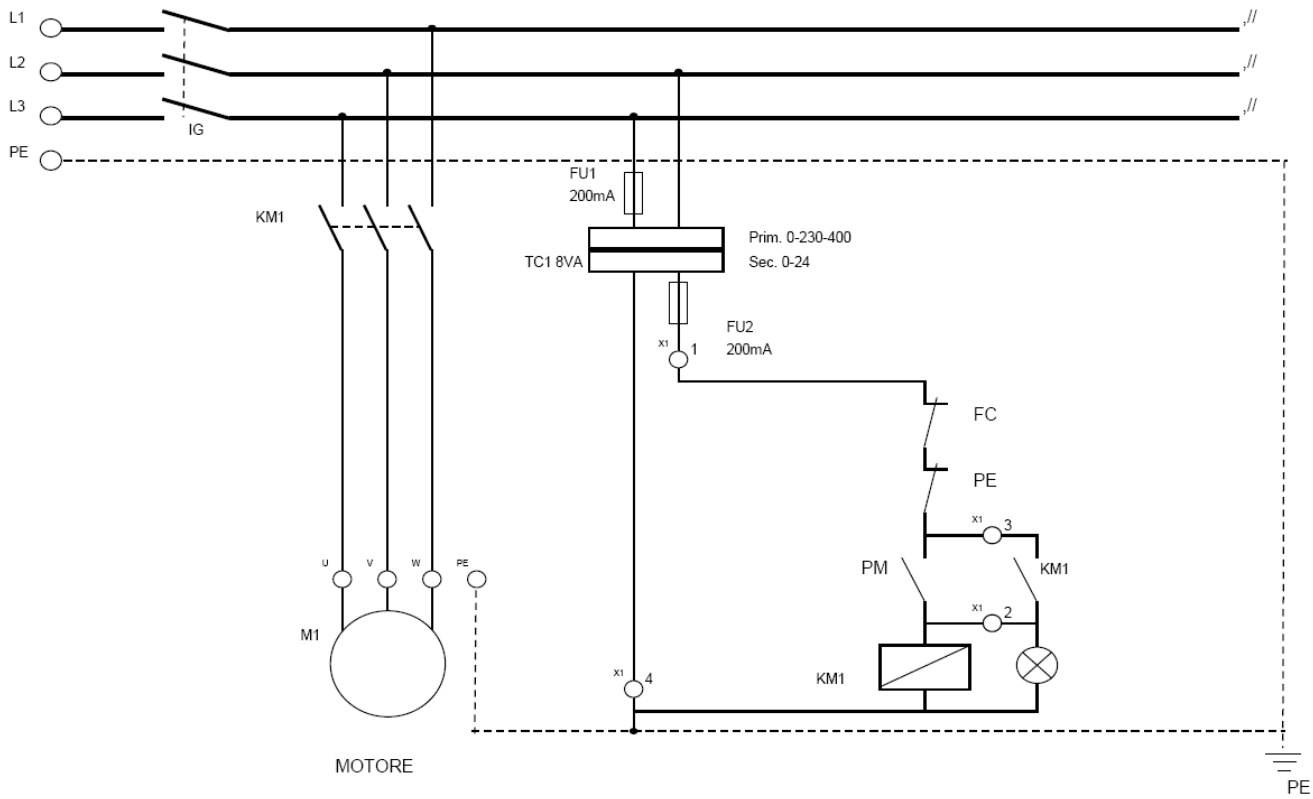 L1
,//
L2
,//
L3
,//
IG
PE
FU1
200mA
KM1
Prim. 0-230-400
TC1 8VA
Sec. 0-24
FU2
200mA
X1
1
FC
PE
X1
3
U
V
W
PE
PM
KM1
X1
2
M1
X1
4
KM1
MOTORE
PE